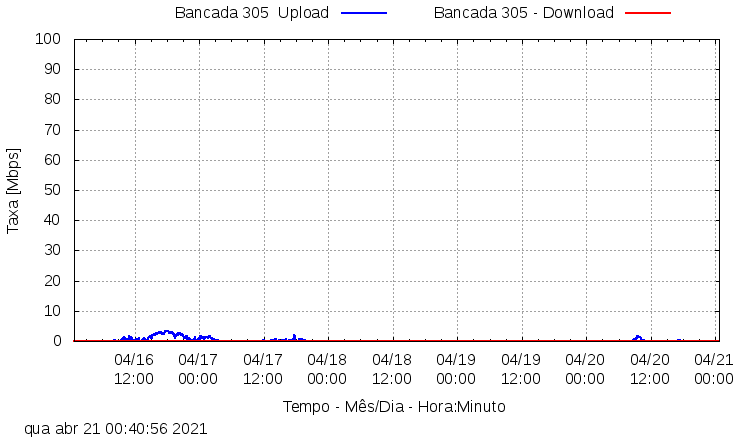 Bancada 305  Upload
Bancada 305 - Download
100
90
80
70
60
50
40
30
20
10
0
Taxa [Mbps]
04/16 04/17 04/17 04/18 04/18 04/19 04/19 04/20 04/20 04/21
12:00 00:00 12:00 00:00 12:00 00:00 12:00 00:00 12:00 00:00
Tempo - Mês/Dia - Hora:Minuto
qua abr 21 00:40:56 2021